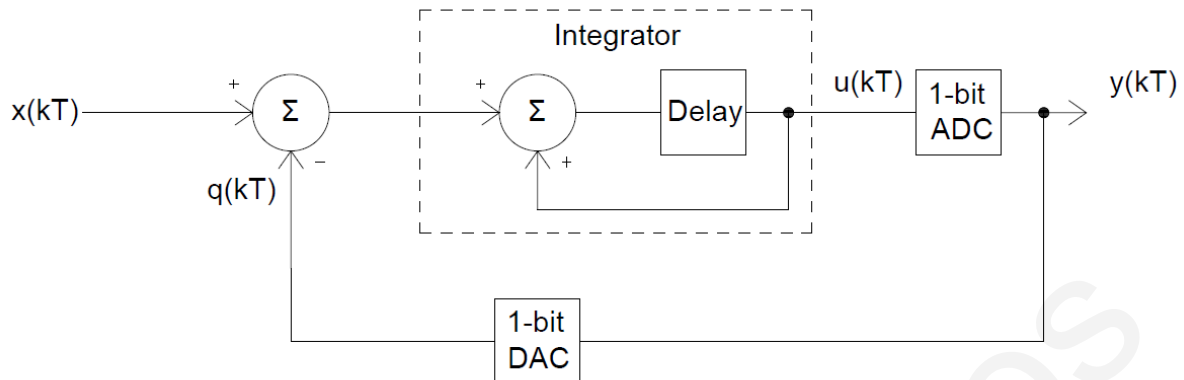 Integrator
x(kT)
+
Σ
−
+
Σ
+
Delay
u(kT)
1-bit
ADC
y(kT)
q(kT)
1-bit
DAC